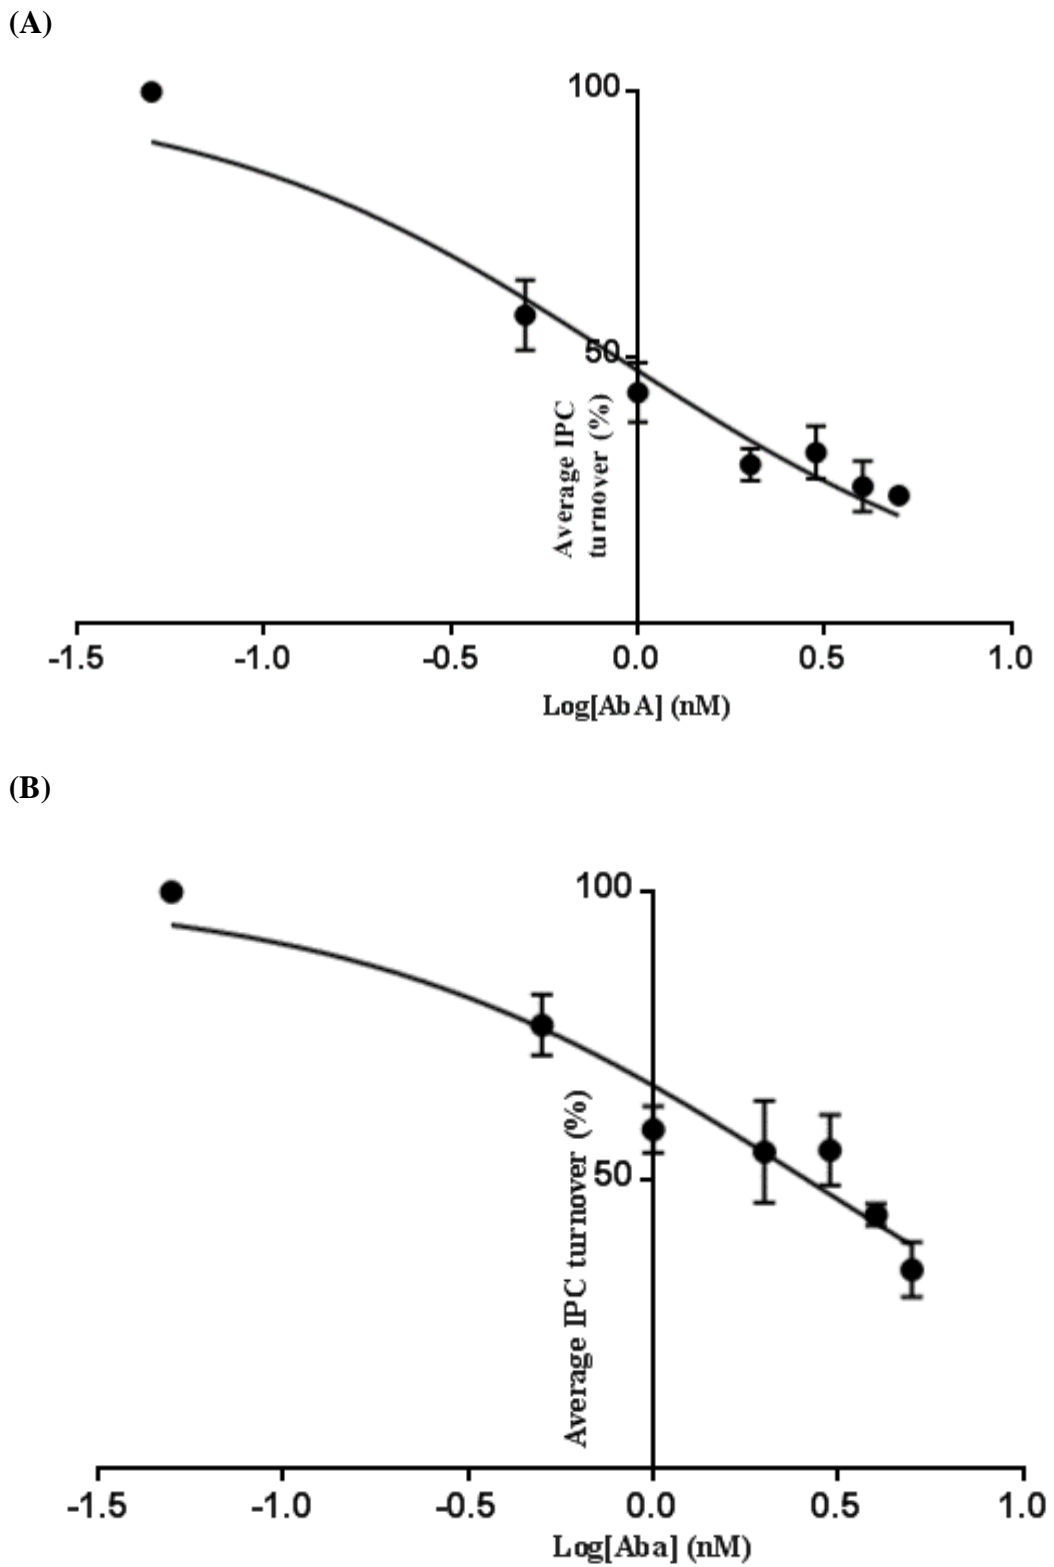 (A)
100
50
Average IPC
turnover (%)
-1.5 -1.0 -0.5 0.0 0.5 1.0
Log[AbA] (nM)
(B)
100
50
Average IPC turnover (%)
-1.5 -1.0 -0.5 0.0 0.5 1.0
Log[Aba] (nM)